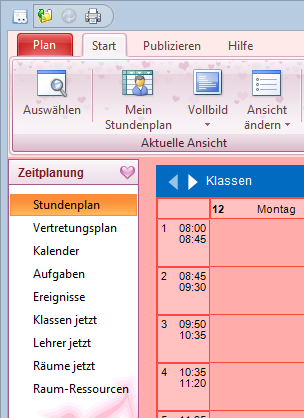 Plan Start Publizieren Hilfe
Auswählen Mein Stundenplan Vollbild Ansicht ändern
Aktuelle Ansicht
Zeitplanung
Klassen
Stundenplan
12 Montag
Vertretungsplan
1 08:00
08:45
Kalender
Aufgaben
2 08:45
09:30
Ereignisse
Klassen jetzt
3 09:50
10:35
Lehrer jetzt
Räume jetzt
4 10:35
11:20
Raum-Ressourcen